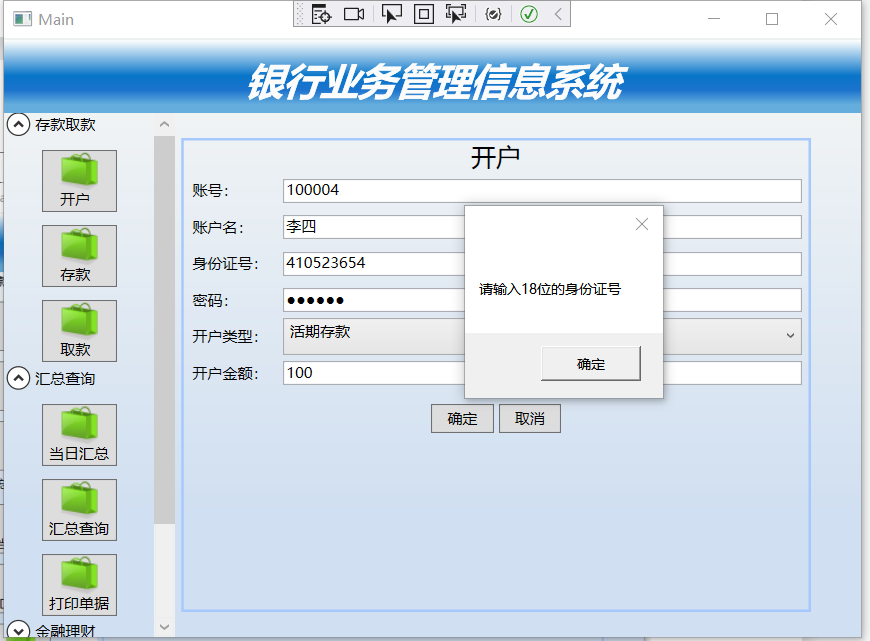 Main
银行业务管理信息系统
存款取款
开户
存款
取款
汇总查询
当日汇总
汇总查询
打印单据
金融理财
开户
账号： 100004
账户名： 李四
身份证号： 410523654
密码： ●●●●●●
开户类型： 活期存款
开户金额： 100
确定 取消
请输入18位的身份证号
确定